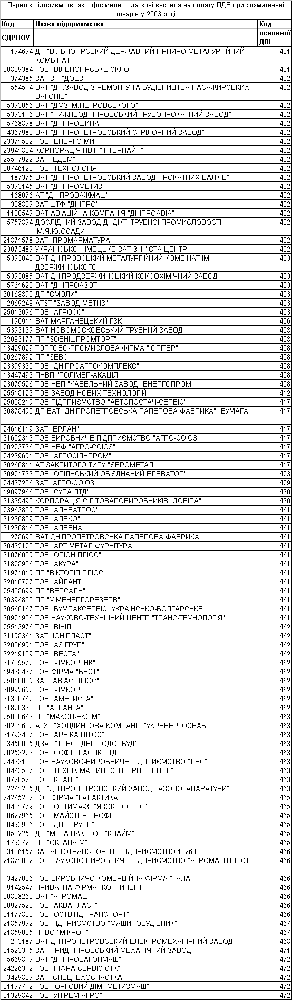 Перелік підприємств, які оформили податкові векселя на сплату ПДВ при розмитненні
товарів у 2003 році
Код
ЄДРПОУ
Назва підприємства
Код
основної
ДПІ
194694 ДП "ВІЛЬНОГІРСЬКИЙ ДЕРЖАВНИЙ ГІРНИЧО-МЕТАЛУРГІЙНИЙ 401
КОМБІНАТ"
30809384 ТОВ "ВІЛЬНОГІРСЬКЕ СКЛО" 401
374385 ЗАТ З ІІ "ДОЕЗ" 402
554514 ВАТ "ДН.ЗАВОД З РЕМОНТУ ТА БУДІВНИЦТВА ПАСАЖИРСЬКИХ 402
ВАГОНІВ"
5393056 ВАТ "ДМЗ ІМ.ПЕТРОВСЬКОГО" 402
5393116 ВАТ "НИЖНЬОДНІПРОВСЬКИЙ ТРУБОПРОКАТНИЙ ЗАВОД" 402
5768898 ВАТ "ДНІПРОШИНА" 402
14367980 ВАТ "ДНІПРОПЕТРОВСЬКИЙ СТРІЛОЧНИЙ ЗАВОД" 402
23371532 ТОВ "ЕНЕРГО-МИГ" 402
23941834 КОРПОРАЦІЯ НВІГ "ІНТЕРПАЙП" 402
25517922 ЗАТ "ЕДЕМ" 402
30746120 ТОВ "ТЕХНОЛОГІЯ" 402
187375 ВАТ "ДНІПРОПЕТРОВСЬКИЙ ЗАВОД ПРОКАТНИХ ВАЛКІВ" 402
5393145 ВАТ "ДНІПРОМЕТИЗ" 402
168076 АТ "ДНІПРОВАЖМАШ" 402
308809 ЗАТ ШТФ "ДНІПРО" 402
1130549 ВАТ АВІАЦІЙНА КОМПАНІЯ "ДНІПРОАВІА" 402
5757894 ДОСЛІДНИЙ ЗАВОД ДНДІКТІ ТРУБНОЇ ПРОМИСЛОВОСТІ 402
ІМ.Я.Ю.ОСАДИ
21871578 ЗАТ "ПРОМАРМАТУРА" 402
23073489 УКРАЇНСЬКО-НІМЕЦЬКЕ ЗАТ З ІІ "ІСТА-ЦЕНТР" 402
5393043 ВАТ ДНІПРОВСЬКИЙ МЕТАЛУРГІЙНИЙ КОМБІНАТ ІМ 403
ДЗЕРЖИНСЬКОГО
5393085 ВАТ ДНІПРОДЗЕРЖИНСЬКИЙ КОКСОХІМІЧНИЙ ЗАВОД 403
5761620 ВАТ "ДНІПРОАЗОТ" 403
30168850 ДП "СМОЛИ" 403
2969248 АТЗТ "ЗАВОД МЕТИЗ" 403
25013096 ТОВ "АГРОСС" 403
190911 ВАТ МАРГАНЕЦЬКИЙ ГЗК 406
5393139 ВАТ НОВОМОСКОВСЬКИЙ ТРУБНИЙ ЗАВОД 408
32083177 ПП "ЗОВНІШПРОМТОРГ" 408
13429029 ТОРГОВО-ПРОМИСЛОВА ФІРМА "ЮПІТЕР" 408
20267892 ПП "ЗЕВС" 408
23359330 ТОВ "ДНІПРОАГРОКОМПЛЕКС" 408
13447493 ПНВП "ПОЛІМЕР-АКАЦІЯ" 408
23075526 ТОВ НВП "КАБЕЛЬНИЙ ЗАВОД "ЕНЕРГОПРОМ" 408
25518123 ТОВ ЗАВОД НОВИХ ТЕХНОЛОГІЙ 412
25008215 ТОВ ПІДПРИЄМСТВО "АВТОПОСТАЧ-СЕРВІС" 417
30878458 ДП ВАТ "ДНІПРОПЕТРОВСЬКА ПАПЕРОВА ФАБРИКА" "БУМАГА" 417
24616119 ЗАТ "ЕРЛАН" 417
31682313 ТОВ ВИРОБНИЧЕ ПІДПРИЄМСТВО "АГРО-СОЮЗ" 417
20223736 ТОВ НВФ "АГРО-СОЮЗ" 417
24239651 ТОВ "АГРОСІЛЬПРОМ" 417
30260811 АТ ЗАКРИТОГО ТИПУ "ЄВРОМЕТАЛ" 417
30921733 ТОВ "ОРІЛЬСЬКИЙ ОБ'ЄДНАНИЙ ЕЛЕВАТОР" 423
24437204 ЗАТ "АГРО-СОЮЗ" 429
19097964 ТОВ "СУРА ЛТД" 430
31335490 КОРПОРАЦІЯ С Г ТОВАРОВИРОБНИКІВ "ДОВІРА" 430
23943885 ТОВ "АЛЬБАТРОС" 461
31230809 ТОВ "АЛЕКО" 461
31230814 ТОВ "АЛБЕНА" 461
278698 ВАТ ДНІПРОПЕТРОВСЬКА ПАПЕРОВА ФАБРИКА 461
30432128 ТОВ "АРТ МЕТАЛ ФУРНІТУРА" 461
31076085 ТОВ "ОРІОН ПЛЮС" 461
31828984 ТОВ "АКУРА" 461
31971015 ПП "ВІКТОРІЯ ПЛЮС" 461
32010727 ТОВ "АЙЛАНТ" 461
25408699 ПП "ВЕРСАЛЬ" 461
30394800 ПП "ХІМЕНЕРГОРЕЗЕРВ" 461
30540167 ТОВ "БУМПАКСЕРВІС" УКРАЇНСЬКО-БОЛГАРСЬКЕ 461
30921906 ТОВ НАУКОВО-ТЕХНІЧНИЙ ЦЕНТР "ТРАНС-ТЕХНОЛОГІЯ" 461
25513976 ТОВ "ВІНІЛ" 462
31158361 ЗАТ "ЮНІПЛАСТ" 462
32006951 ТОВ "АЗ ГРУП" 462
32219189 ТОВ "ВЕСТА" 462
31705572 ТОВ "ХІМКОР ІНК" 462
19438437 ТОВ ФІРМА "БЕСТ" 462
25010005 ЗАТ "АВІАС ПЛЮС" 462
30992652 ТОВ "ХІМКОР" 462
31300742 ТОВ "АМЕТИСТА" 462
31820330 ПП "АТЛАНТА" 462
25010643 ПП "МАКОП-ЕКСІМ" 463
30211612 АТЗТ "ХОЛДИНГОВА КОМПАНІЯ "УКРЕНЕРГОСНАБ" 463
31793407 ТОВ "АРНІКА ПЛЮС" 463
3450005 ДЗАТ "ТРЕСТ ДНІПРОДОРБУД" 463
20253223 ТОВ "СОФТПЛАСТІК ЛТД" 463
24433100 ТОВ НАУКОВО-ВИРОБНИЧЕ ПІДПРИЄМСТВО "ЛВС" 463
30443517 ТОВ "ТЕХНІК МАШИНЕС ІНТЕРНЕШЕНЕЛ" 463
30720521 ТОВ "КВАНТ" 463
32241235 ДП "ДНІПРОПЕТРОВСЬКИЙ ЗАВОД ГАЗОВОЇ АПАРАТУРИ" 463
24245232 ТОВ ФІРМА "ГАЛАКТИКА" 465
30431779 ТОВ "ОПТИМА-ЗВ"ЯЗОК ЕССЕТС" 465
30627965 ТОВ "МАЙСТЕР-ПРОФІ" 465
30493936 ТОВ "ДВВ ГРУПП" 465
30532250 ДП "МЕГА ПАК" ТОВ "КЛАЙМ" 465
31793721 ПП "ОКТАВА-М" 465
3116157 ЗАТ АВТОТРАНСПОРТНЕ ПІДПРИЄМСТВО 11263 466
21871012 ТОВ НАУКОВО-ВИРОБНИЧЕ ПІДПРИЄМСТВО "АГРОМАШІНВЕСТ" 466
13427036 ТОВ ВИРОБНИЧО-КОМЕРЦІЙНА ФІРМА "ГАЛА" 466
19142547 ПРИВАТНА ФІРМА "КОНТИНЕНТ" 466
30838263 ВАТ "АГРОМАШ" 466
30927520 ТОВ "АКВАПЛАСТ" 466
31177803 ТОВ "ОСТВІНД-ТРАНСПОРТ" 466
21857992 ТОВ ПІДПРИЄМСТВО "МАШИНОБУДІВНИК" 467
21859005 ПНВО "МІКРОН" 467
213187 ВАТ ДНІПРОПЕТРОВСЬКИЙ ЕЛЕКТРОМЕХАНІЧНИЙ ЗАВОД 468
31523315 ЗАТ ПРИДНІПРОВСЬКИЙ МЕХАНІЧНИЙ ЗАВОД 471
5669819 ВАТ "ДНІПРОВАГОНМАШ" 472
24226312 ТОВ "ІНФРА-СЕРВІС СТК" 472
13429839 ЗАТ "СПЕЦТЕХОСНАСТКА" 472
31197712 ТОВ ТОРГОВИЙ ДІМ "МЕТИЗМАШ" 472
31329842 ТОВ "УНІРЕМ-АГРО" 472